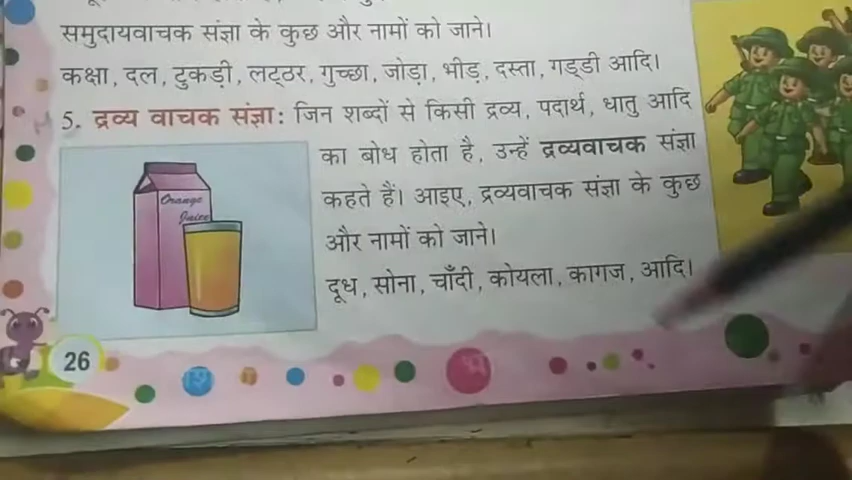 समुदायवाचक संज्ञा के कुछ और नामों को जाने।
कक्षा, दल, टुकड़ी, लट्ठर, गुच्छा, जोड़ा, भीड़, दस्ता, गड्डी आदि।
5. द्रव्य वाचक संज्ञा: जिन शब्दों से किसी द्रव्य, पदार्थ, धातु आदि
का बोध होता है, उन्हें द्रव्यवाचक संज्ञा
कहते हैं। आइए, द्रव्यवाचक संज्ञा के कुछ
और नामों को जाने।
दूध, सोना, चाँदी, कोयला, कागज, आदि।
Orange
Juice
26